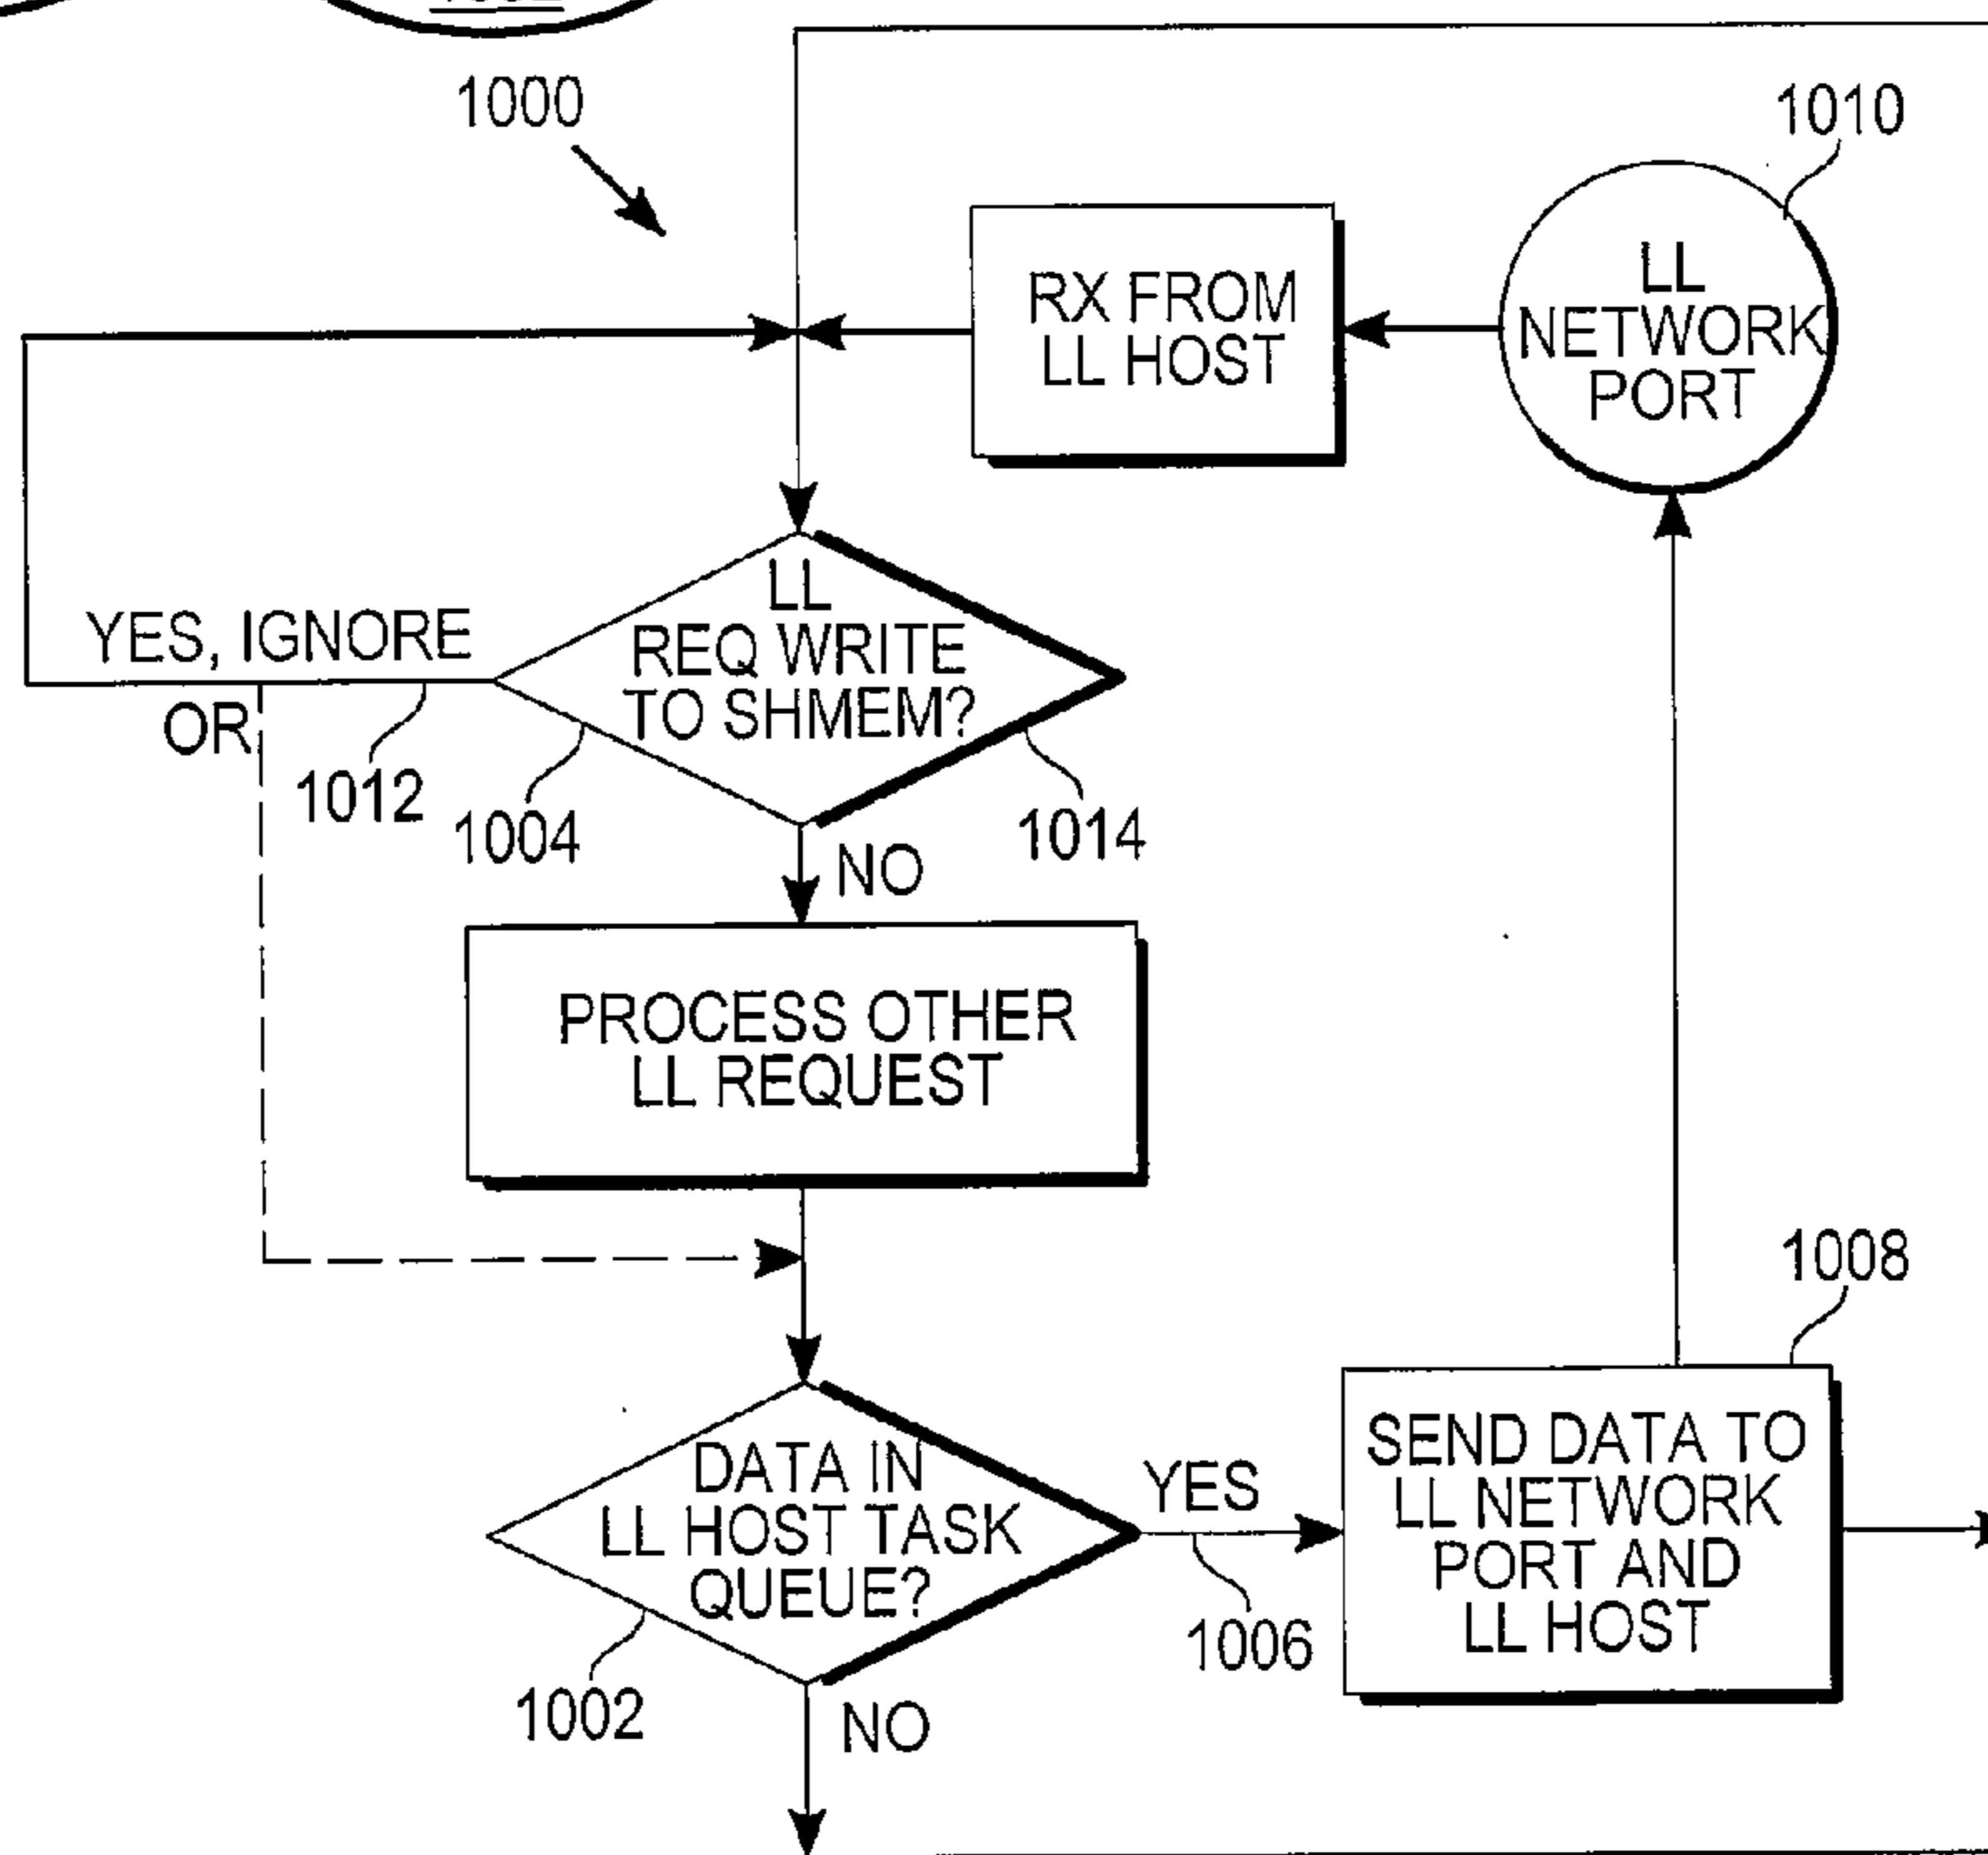 1000
1010
RX FROM
LL HOST
LL
NETWORK
PORT
LL
REQ WRITE
TO SHMEM?
YES, IGNORE
OR
1012
1004
1014
NO
PROCESS OTHER
LL REQUEST
1008
DATA IN
LL HOST TASK
QUEUE?
YES
SEND DATA TO
LL NETWORK
PORT AND
LL HOST
1006
1002
NO